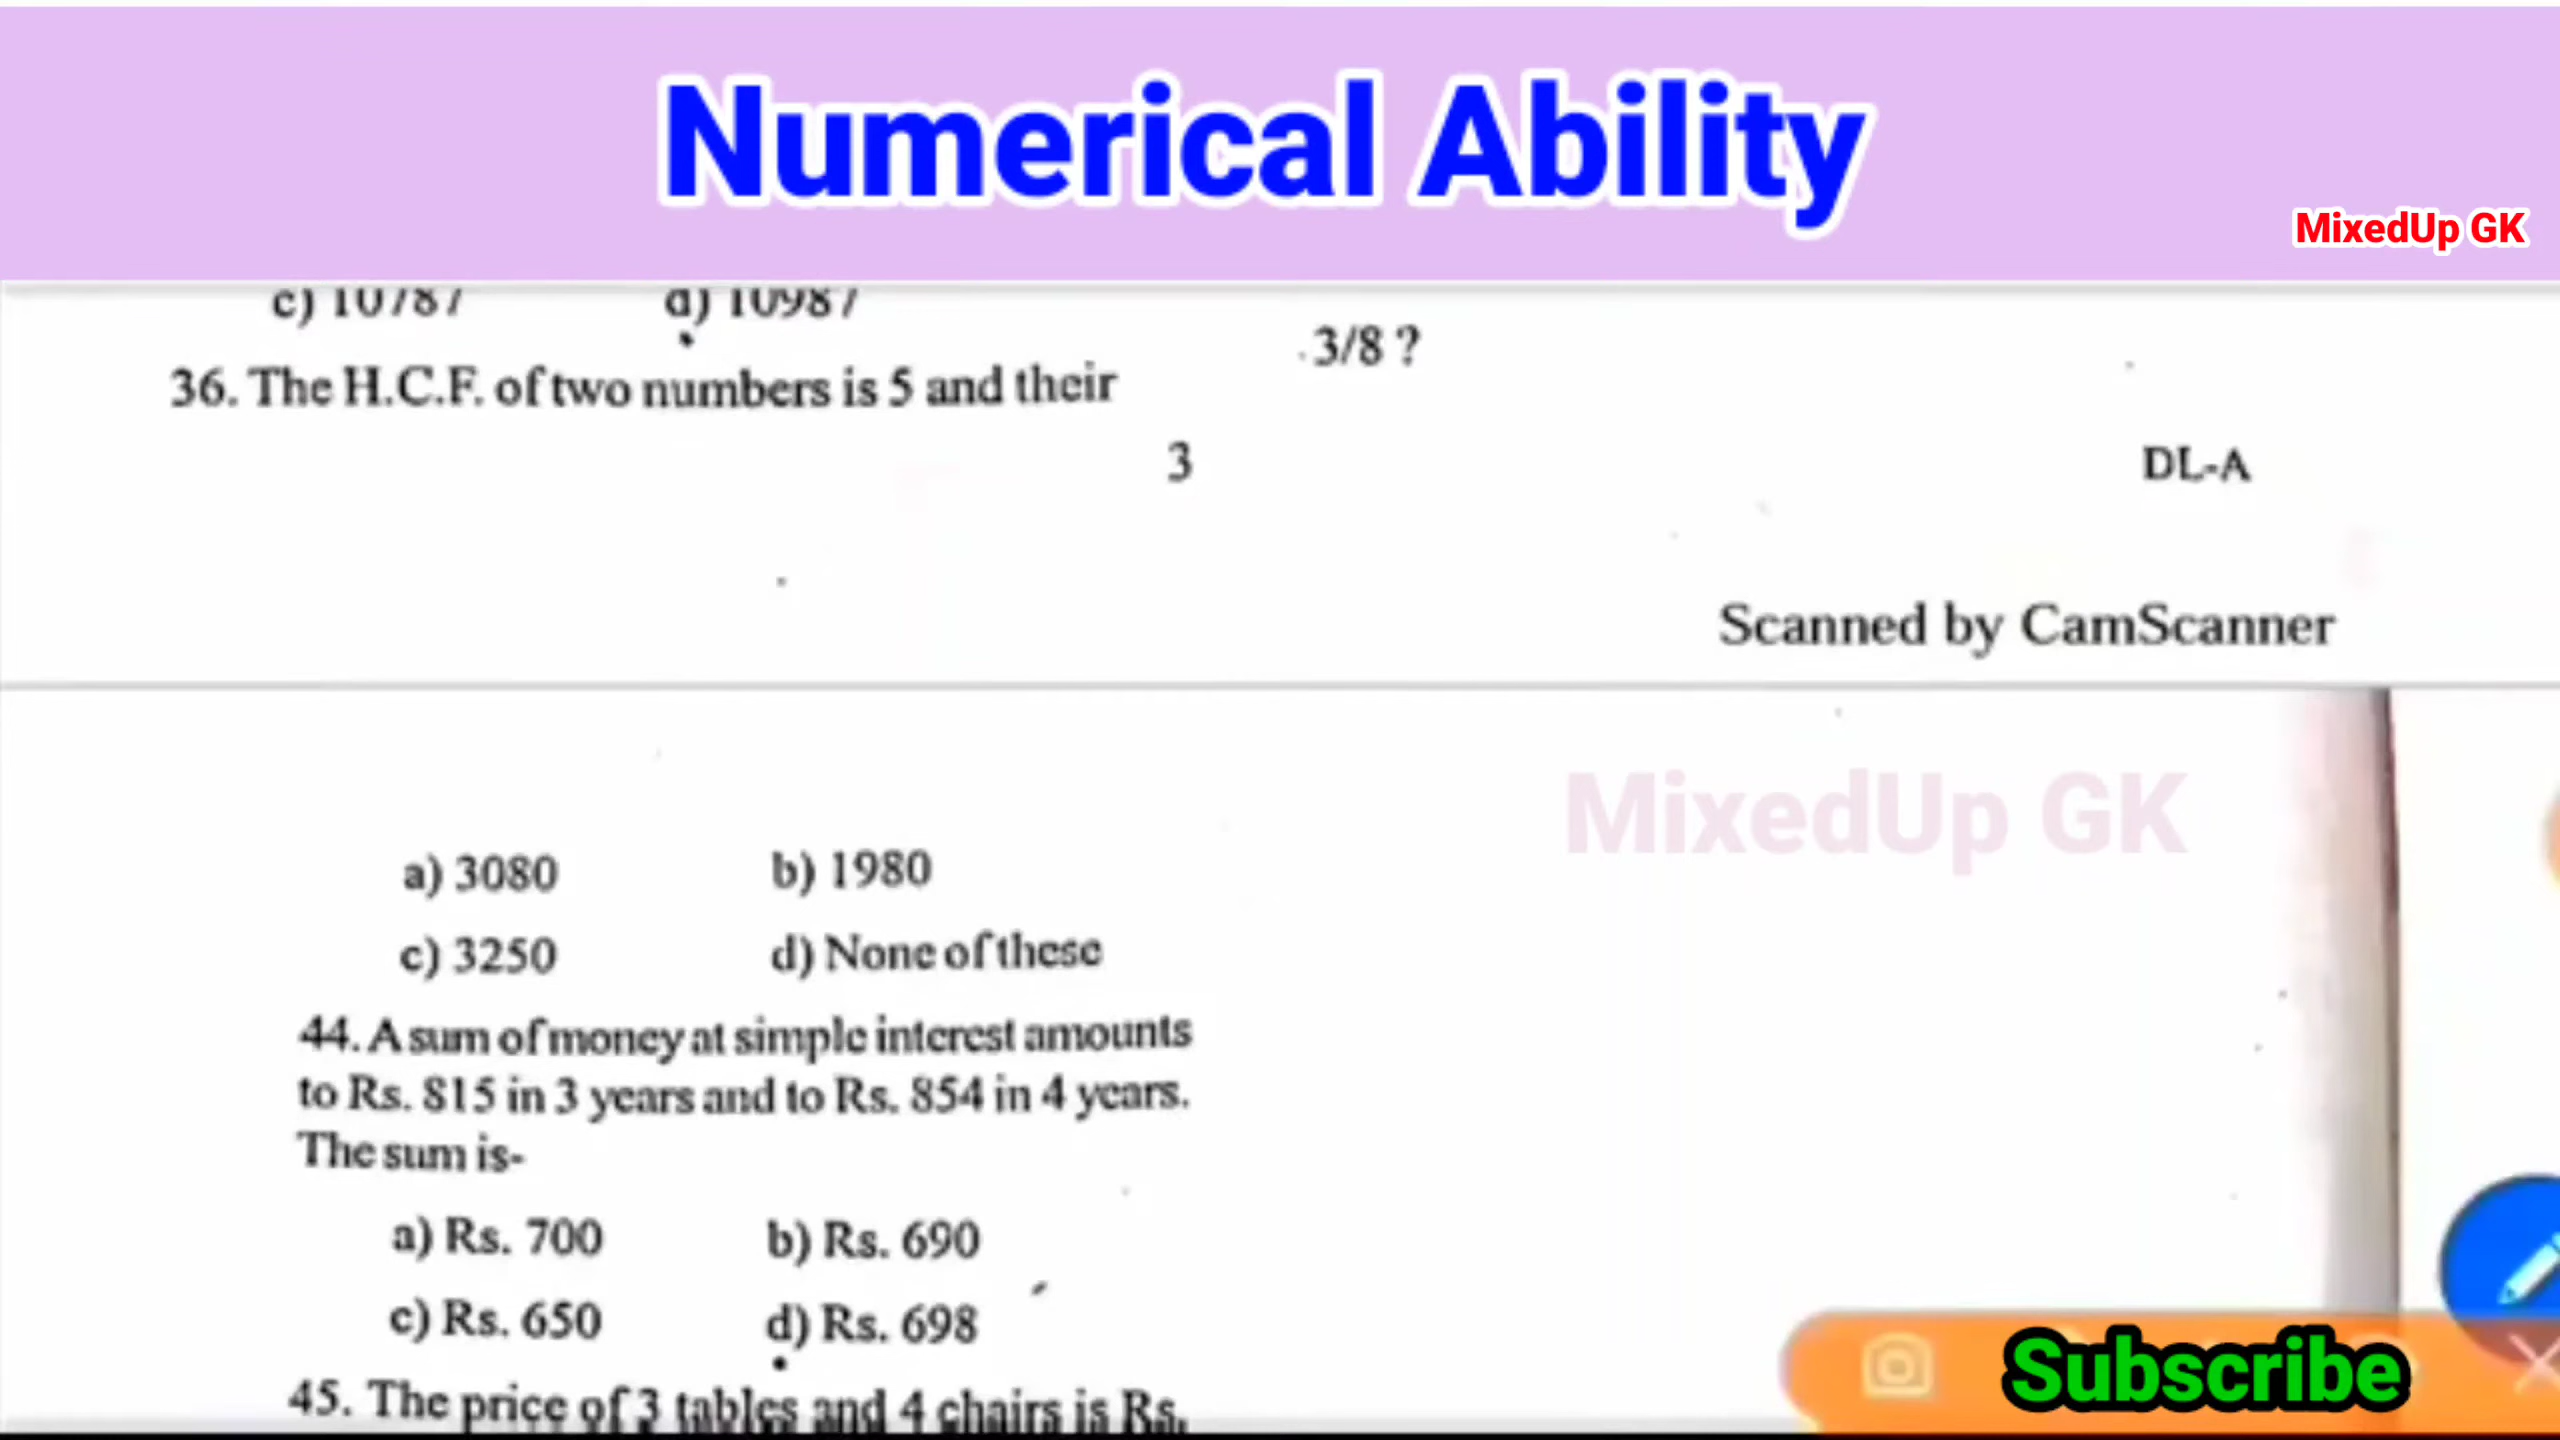 Numerical Ability
MixedUp GK
c) 10787 d) 10987
3/8 ?
36. The H.C.F. of two numbers is 5 and their
3
DL-A
Scanned by CamScanner
MixedUp GK
a) 3080 b) 1980
c) 3250 d) None of these
44. A sum of money at simple interest amounts
to Rs. 815 in 3 years and to Rs. 854 in 4 years.
The sum is-
a) Rs. 700 b) Rs. 690
c) Rs. 650 d) Rs. 698
45. The price of 3 tables and 4 chairs is Rs.
Subscribe